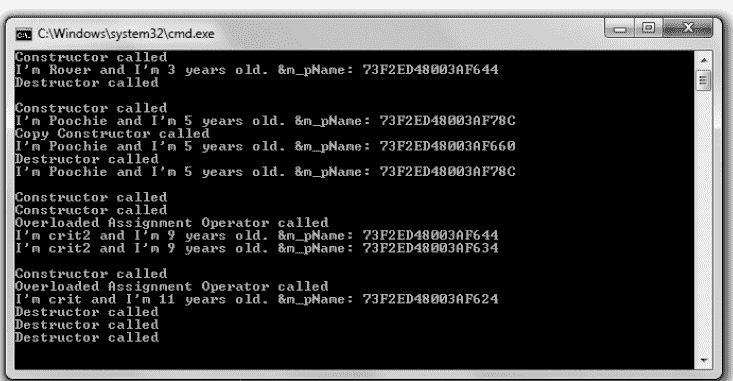 C:\Windows\system32\cmd.exe
Constructor called
I'm Rover and I'm 3 years old. &m_pName: 73F2ED48003AF644
Destructor called
Constructor called
I'm Poochie and I'm 5 years old. &m_pName: 73F2ED48003AF78C
Copy Constructor called
I'm Poochie and I'm 5 years old. &m_pName: 73F2ED48003AF660
Destructor called
I'm Poochie and I'm 5 years old. &m_pName: 73F2ED48003AF78C
Constructor called
Constructor called
Overloaded Assignment Operator called
I'm crit2 and I'm 9 years old. &m_pName: 73F2ED48003AF644
I'm crit2 and I'm 9 years old. &m_pName: 73F2ED48003AF634
Constructor called
Overloaded Assignment Operator called
I'm crit and I'm 11 years old. &m_pName: 73F2ED48003AF624
Destructor called
Destructor called
Destructor called